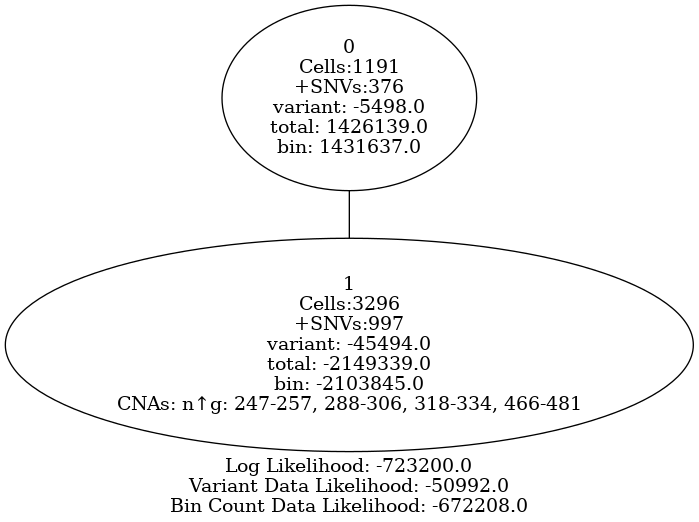 0
Cells:1191
+SNVs:376
variant: -5498.0
total: 1426139.0
bin: 1431637.0
1
Cells:3296
+SNVs:997
variant: -45494.0
total: -2149339.0
bin: -2103845.0
CNAs: n↑g: 247-257, 288-306, 318-334, 466-481
Log Likelihood: -723200.0
Variant Data Likelihood: -50992.0
Bin Count Data Likelihood: -672208.0